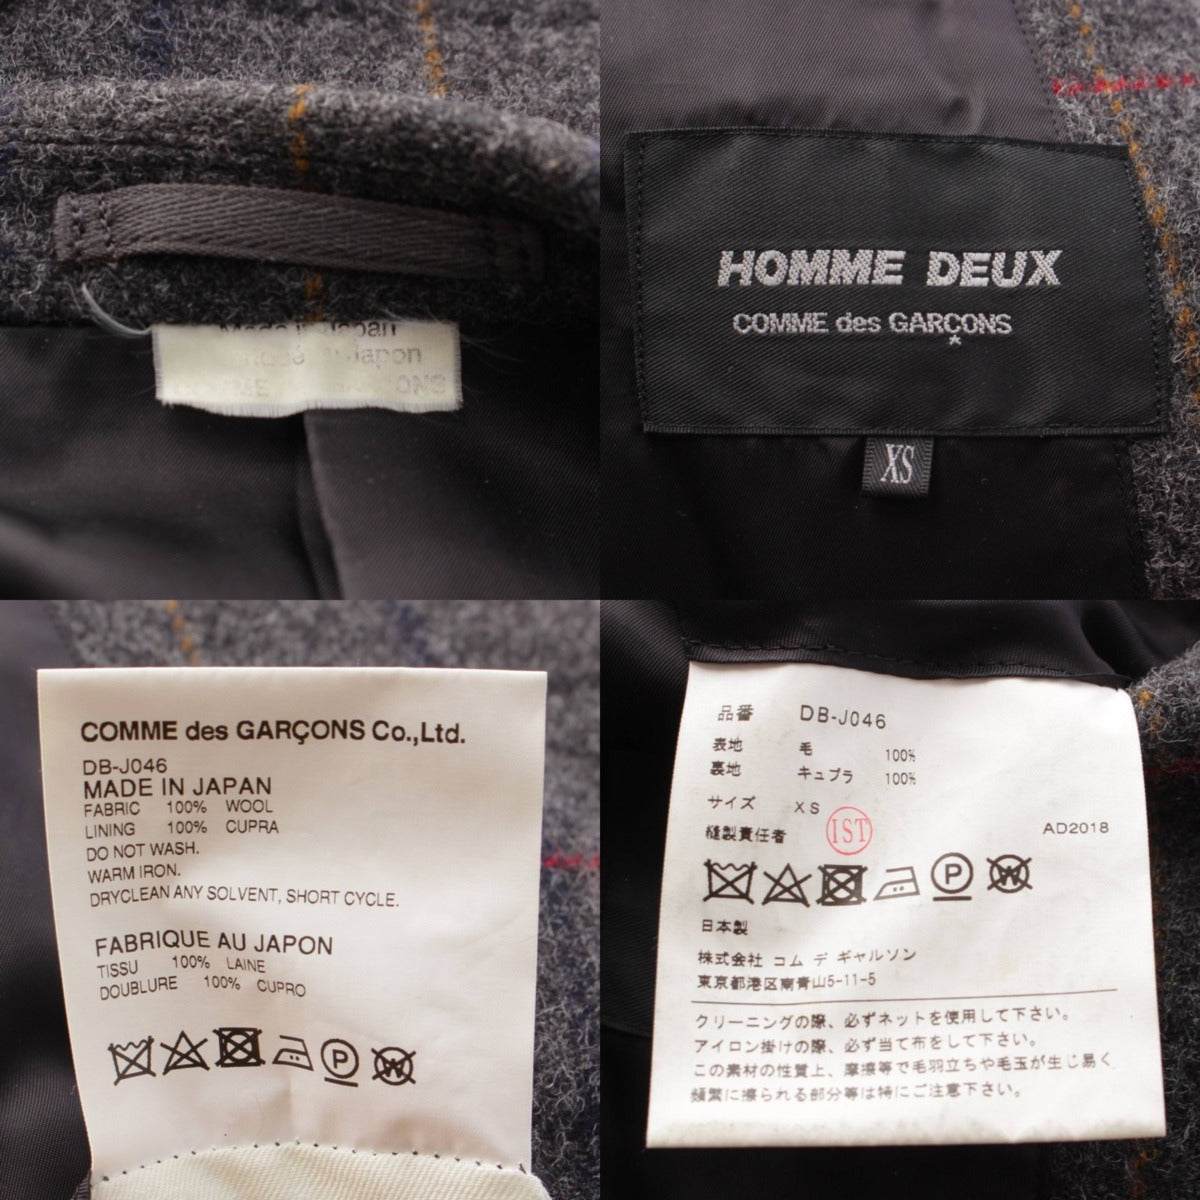 Made in Japan
Japon
HOMME DEUX
COMME des GARÇONS
XS
COMME des GARÇONS Co.,Ltd.
DB-J046
MADE IN JAPAN
FABRIC 100% WOOL
LINING 100% CUPRA
DO NOT WASH.
WARM IRON.
DRYCLEAN ANY SOLVENT, SHORT CYCLE.
FABRIQUE AU JAPON
TISSU 100% LAINE
DOUBLURE 100% CUPRO
P
W
品番 DB-J046
表地 毛 100%
裏地 キュプラ 100%
サイズ XS
縫製責任者 IST AD2018
P
W
日本製
株式会社 コム デ ギャルソン
東京都港区南青山5-11-5
クリーニングの際、必ずネットを使用して下さい。
アイロン掛けの際、必ず当て布をして下さい。
この素材の性質上、摩擦等で毛羽立ちや毛玉が生じ易く
頻繁に擦られる部分等は特にご注意下さい。